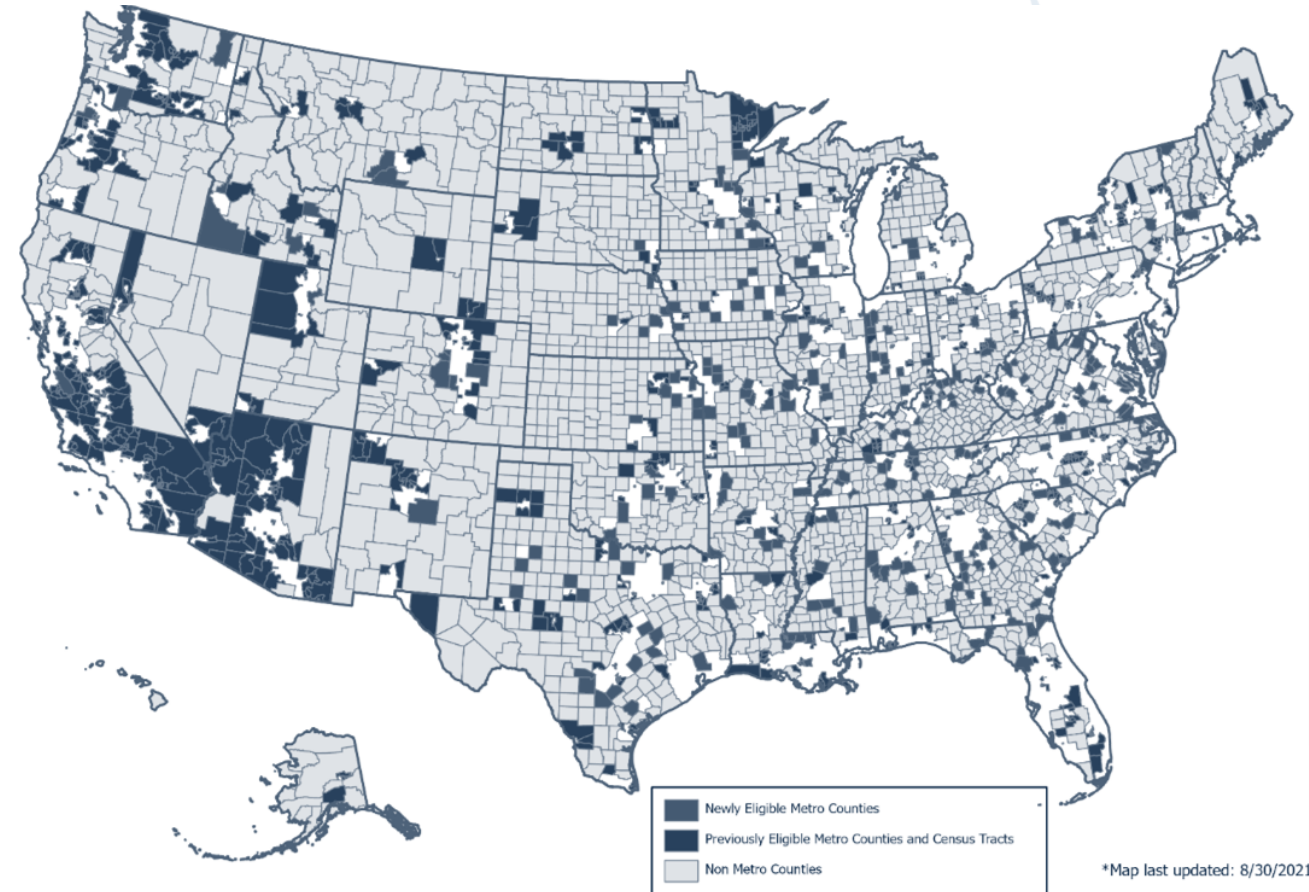 Newly Eligible Metro Counties
Previously Eligible Metro Counties and Census Tracts
Non Metro Counties
*Map last updated: 8/30/2021